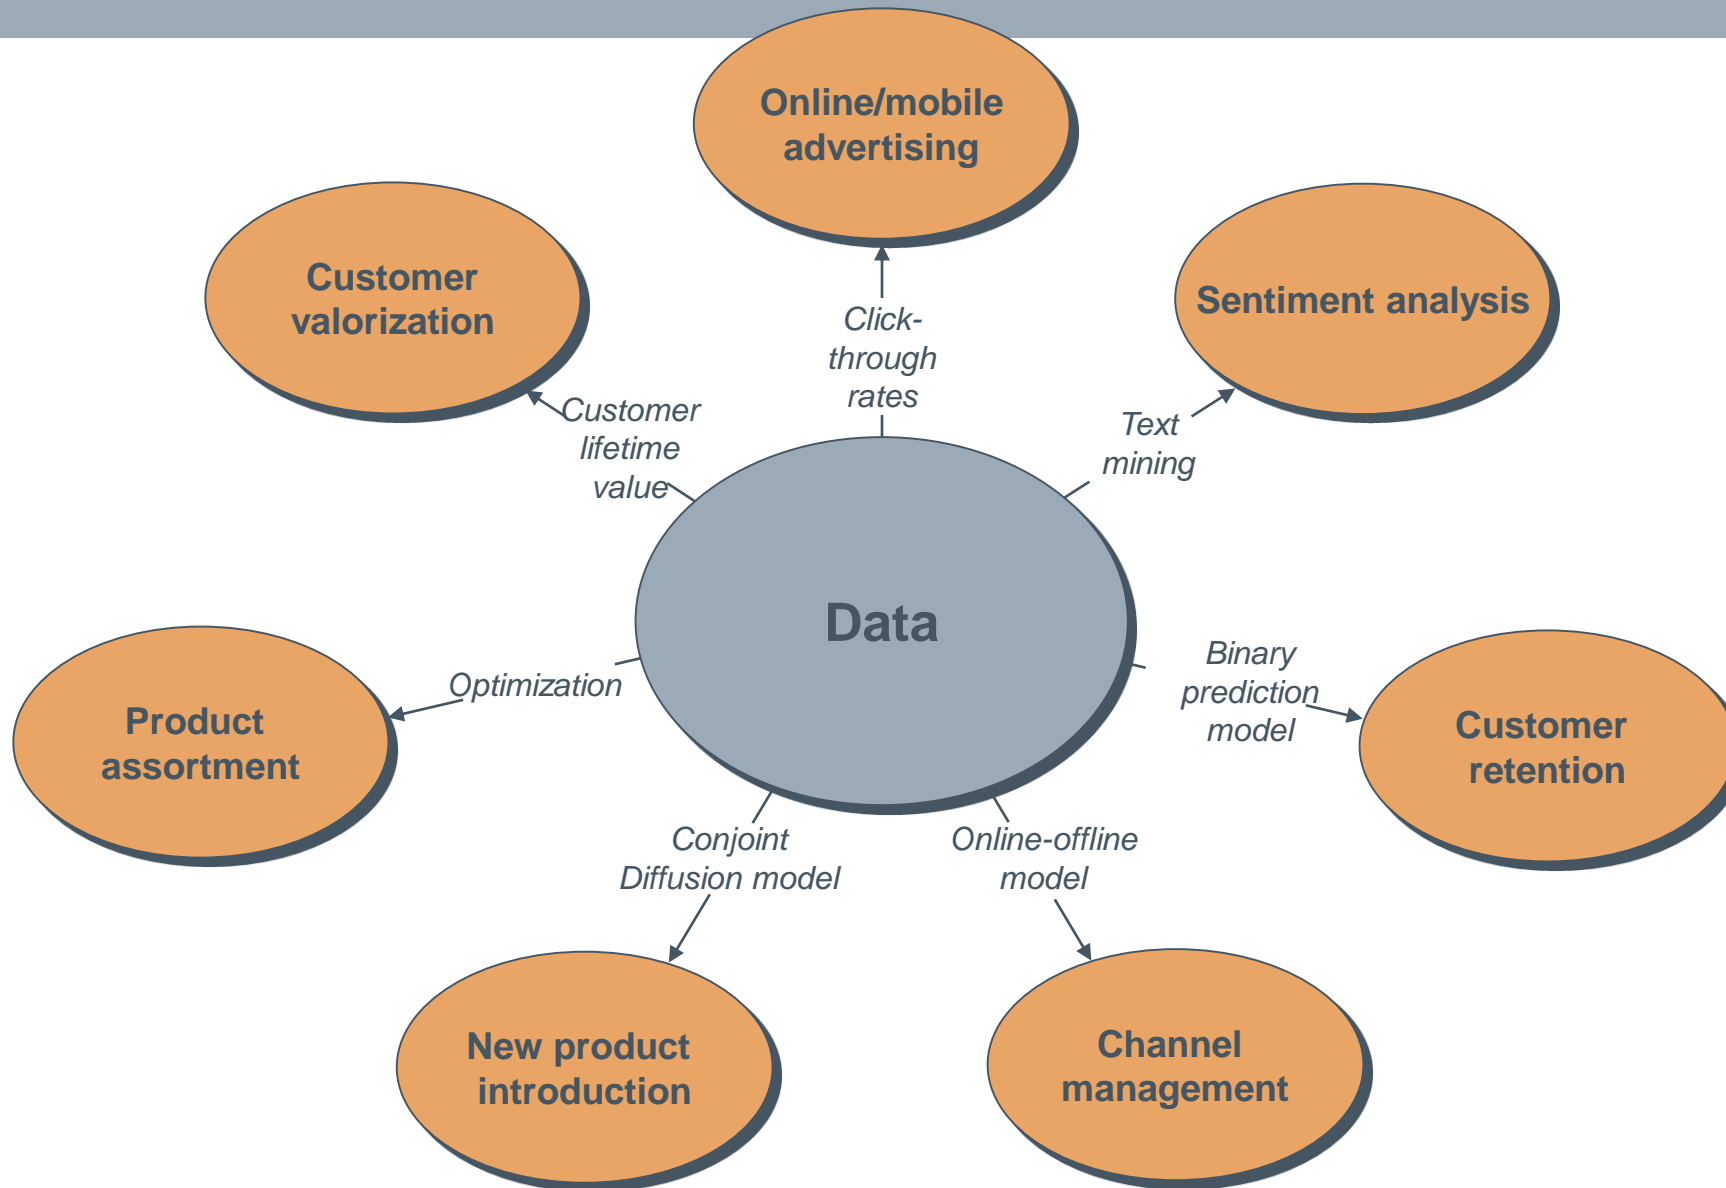 Online/mobile
advertising
Customer
valorization
Sentiment analysis
Click-
through
rates
Customer
lifetime
value
Text
mining
Data
Binary
prediction
model
Optimization
Product
assortment
Customer
retention
Conjoint
Diffusion model
Online-offline
model
New product
introduction
Channel
management